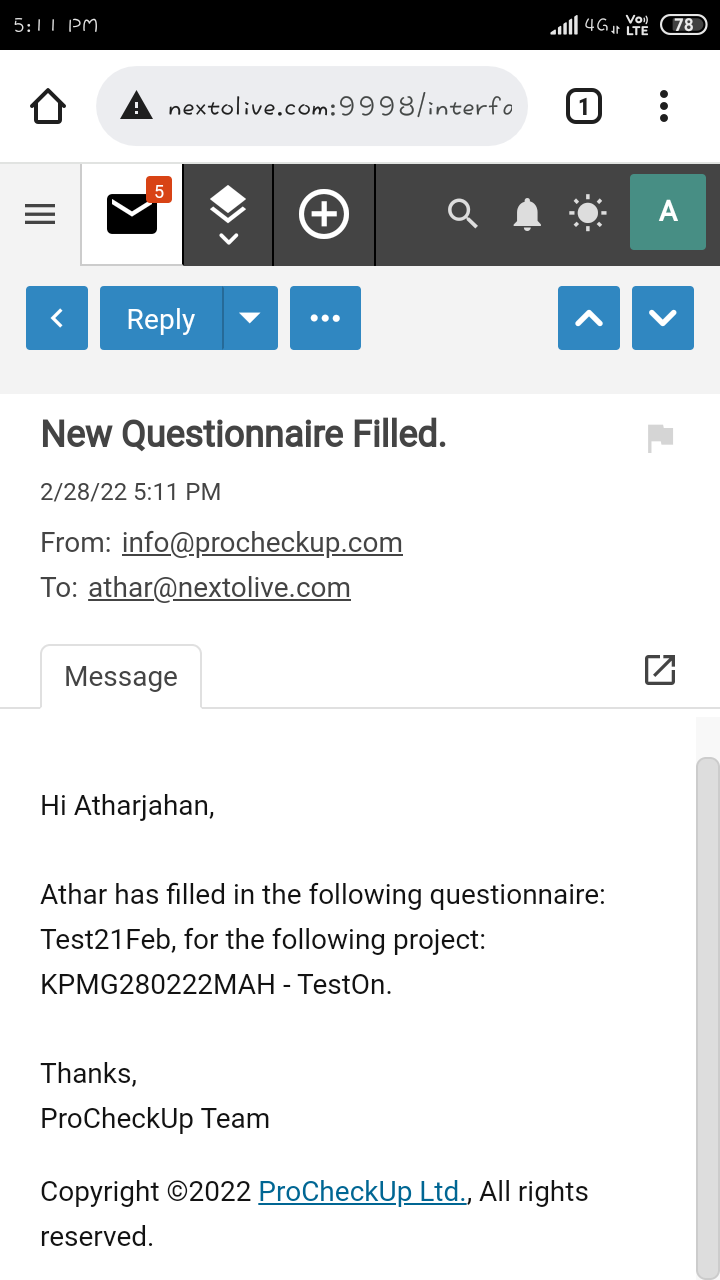 5:11 PM 4G Vo) LTE 78
nextolive.com:9998/interfa 1
5 A
Reply
New Questionnaire Filled.
2/28/22 5:11 PM
From: info@procheckup.com
To: athar@nextolive.com
Message
Hi Atharjahan,
Athar has filled in the following questionnaire:
Test21Feb, for the following project:
KPMG280222MAH - TestOn.
Thanks,
ProCheckUp Team
Copyright ©2022 ProCheckUp Ltd., All rights
reserved.